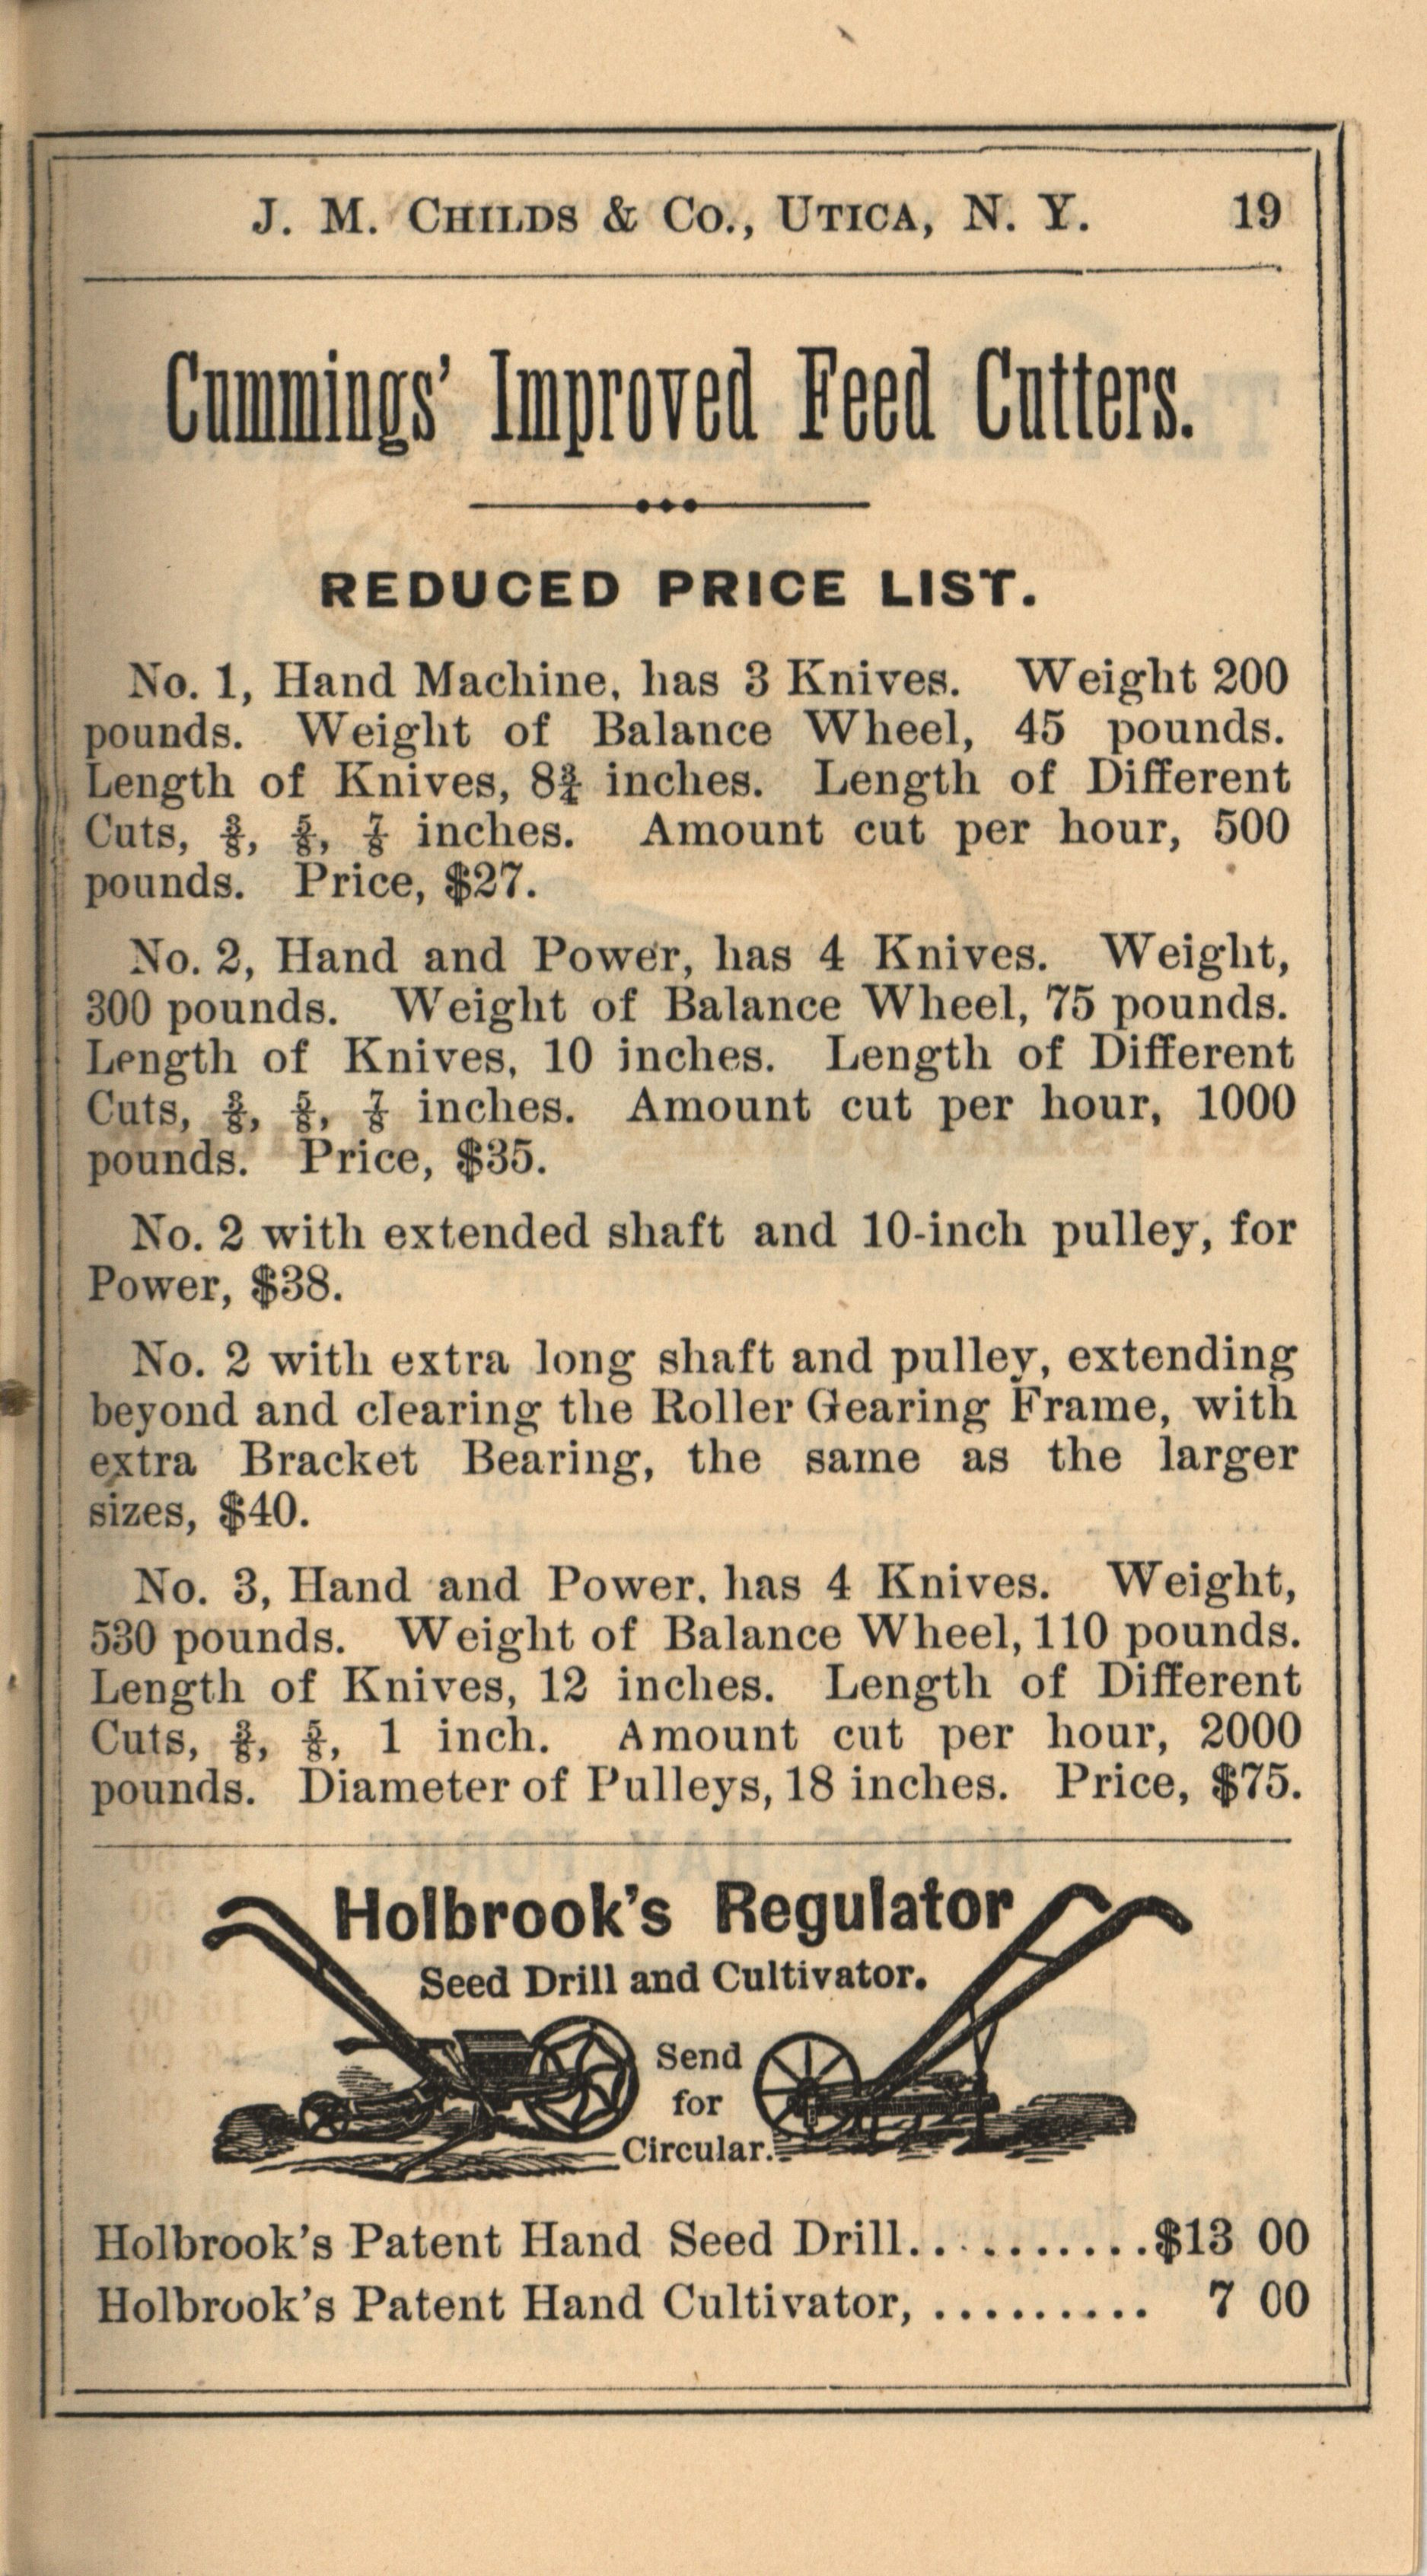 J. M. Childs & Co., Utica, N. Y. 19
Cummings' Improved Feed Cutters.
REDUCED PRICE LIST.
No. 1, Hand Machine, has 3 Knives. Weight 200
pounds. Weight of Balance Wheel, 45 pounds.
Length of Knives, 8¾ inches. Length of Different
Cuts, ⅜, ⅝, ⅞ inches. Amount cut per hour, 500
pounds. Price, $27.
No. 2, Hand and Power, has 4 Knives. Weight,
300 pounds. Weight of Balance Wheel, 75 pounds.
Length of Knives, 10 inches. Length of Different
Cuts, ⅜, ⅝, ⅞ inches. Amount cut per hour, 1000
pounds. Price, $35.
No. 2 with extended shaft and 10-inch pulley, for
Power, $38.
No. 2 with extra long shaft and pulley, extending
beyond and clearing the Roller Gearing Frame, with
extra Bracket Bearing, the same as the larger
sizes, $40.
No. 3, Hand and Power, has 4 Knives. Weight,
530 pounds. Weight of Balance Wheel, 110 pounds.
Length of Knives, 12 inches. Length of Different
Cuts, ⅜, ⅝, 1 inch. Amount cut per hour, 2000
pounds. Diameter of Pulleys, 18 inches. Price, $75.
Holbrook's Regulator
Seed Drill and Cultivator.
Send
for
Circular.
Holbrook's Patent Hand Seed Drill..........$13 00
Holbrook's Patent Hand Cultivator, ......... 7 00